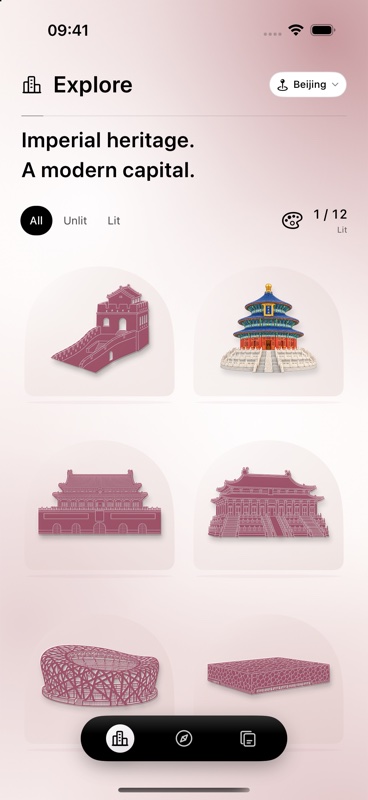 09:41
Explore
Beijing
Imperial heritage.
A modern capital.
All
Unlit
Lit
1 / 12
Lit